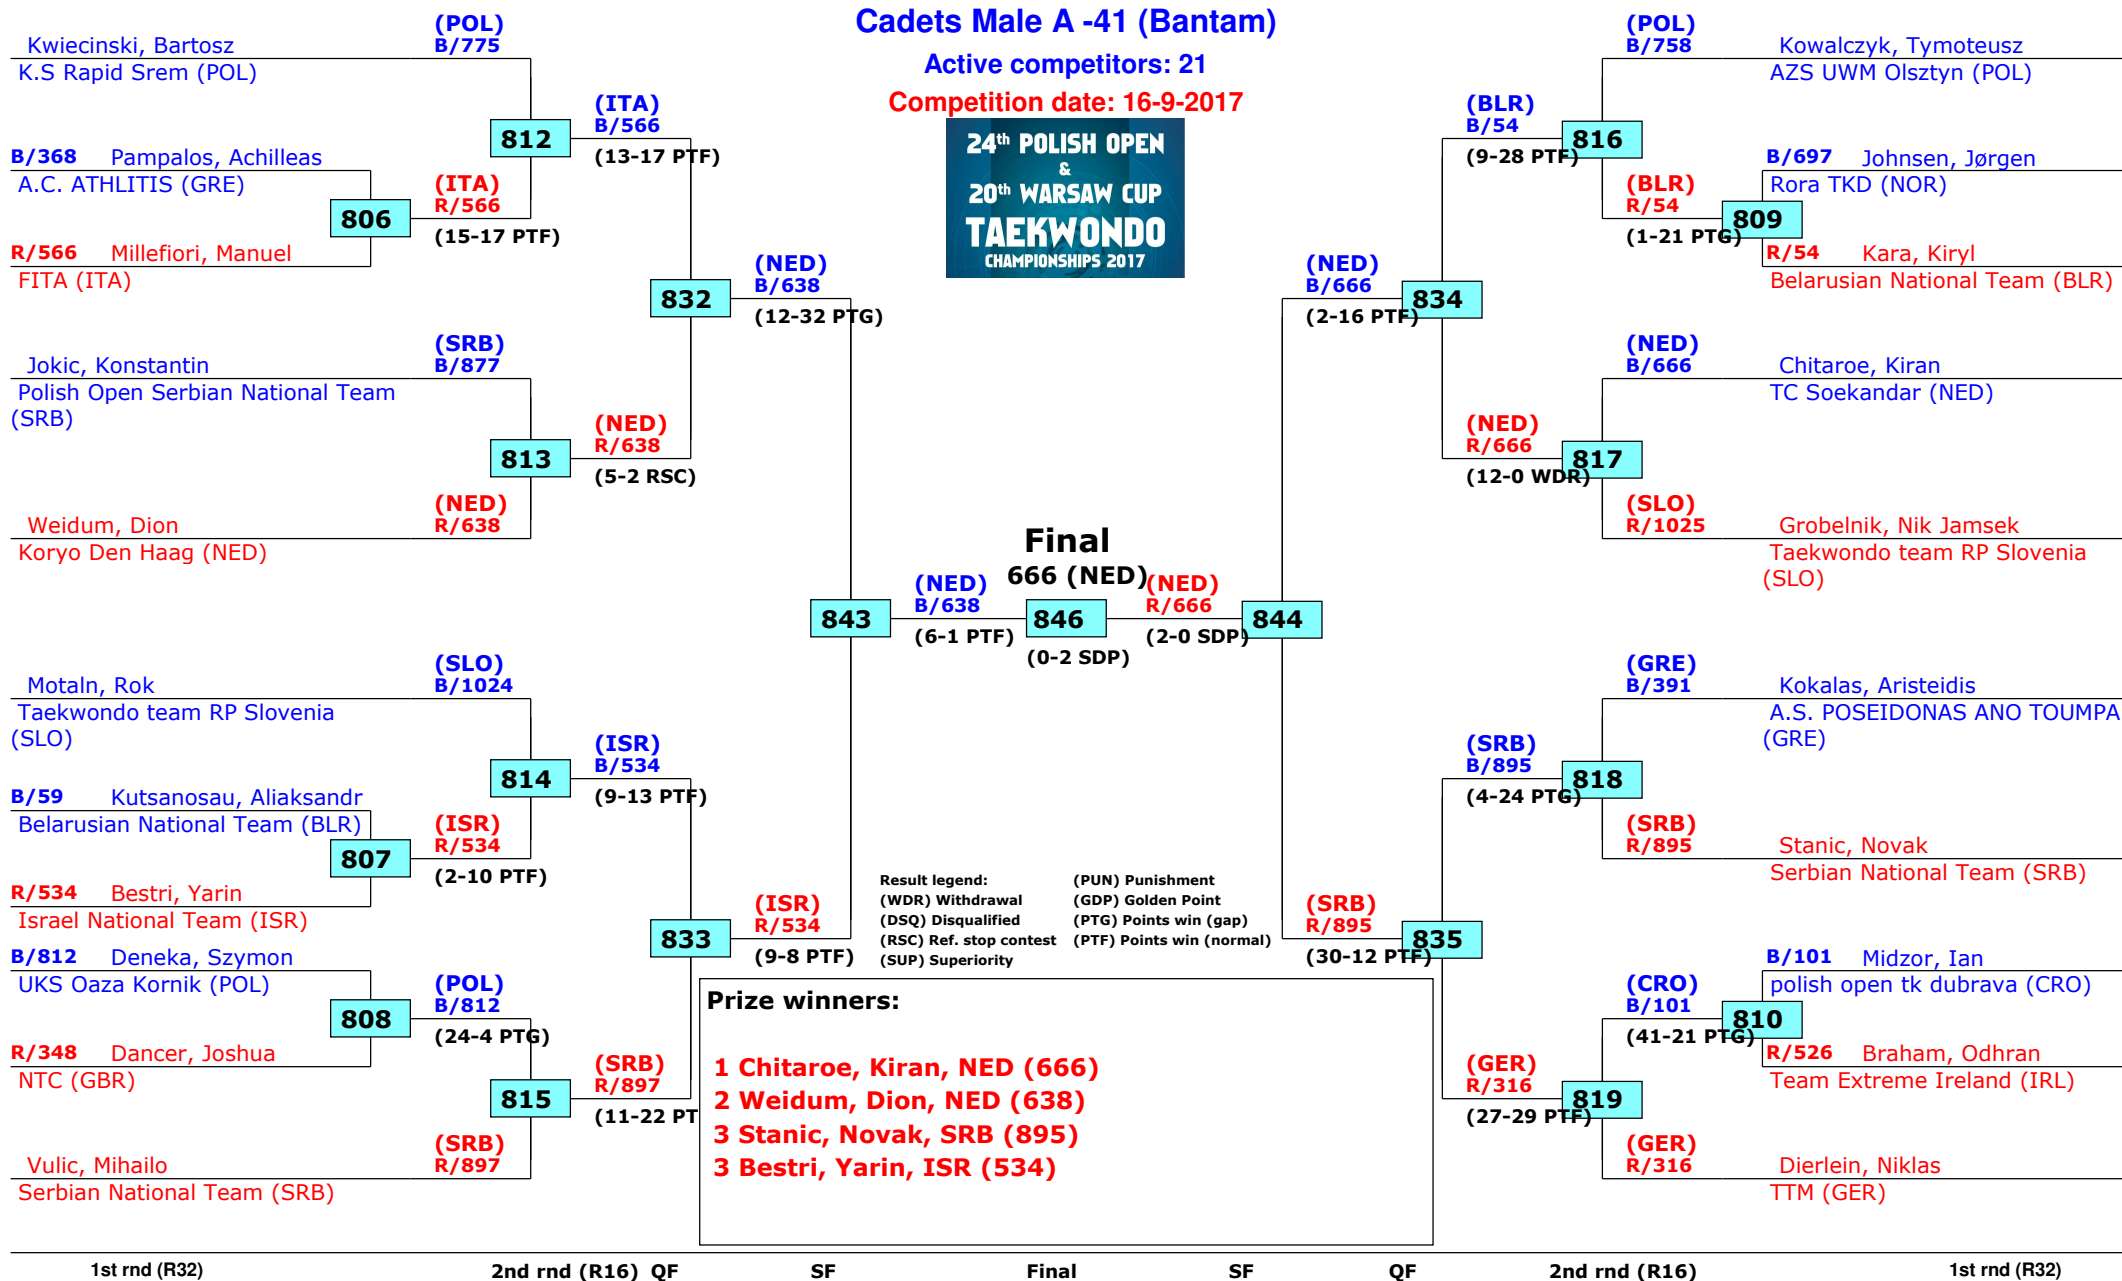 Cadets Male A -41 (Bantam)
Active competitors: 21
Competition date: 16-9-2017
24th POLISH OPEN
&
20th WARSAW CUP
TAEKWONDO
CHAMPIONSHIPS 2017
(POL)
B/775
Kwiecinski, Bartosz
K.S Rapid Srem (POL)
(ITA)
B/566
812
(13-17 PTF)
B/368 Pampalos, Achilleas
A.C. ATHLITIS (GRE)
(ITA)
R/566
806
(15-17 PTF)
R/566 Millefiori, Manuel
FITA (ITA)
(NED)
B/638
832
(12-32 PTG)
(SRB)
B/877
Jokic, Konstantin
Polish Open Serbian National Team
(SRB)
(NED)
R/638
813
(5-2 RSC)
(NED)
R/638
Weidum, Dion
Koryo Den Haag (NED)
843
(NED)
B/638
(6-1 PTF)
(SLO)
B/1024
Motaln, Rok
Taekwondo team RP Slovenia
(SLO)
(ISR)
B/534
814
(9-13 PTF)
B/59 Kutsanosau, Aliaksandr
Belarusian National Team (BLR)
(ISR)
R/534
807
(2-10 PTF)
R/534 Bestri, Yarin
Israel National Team (ISR)
(ISR)
R/534
833
(9-8 PTF)
B/812 Deneka, Szymon
UKS Oaza Kornik (POL)
(POL)
B/812
808
(24-4 PTG)
R/348 Dancer, Joshua
NTC (GBR)
(SRB)
R/897
815
(11-22 PT
(SRB)
R/897
Vulic, Mihailo
Serbian National Team (SRB)
Final
666 (NED)
846
(0-2 SDP)
(NED)
R/666
844
(2-0 SDP)
(POL)
B/758
Kowalczyk, Tymoteusz
AZS UWM Olsztyn (POL)
(BLR)
B/54
816
(9-28 PTF)
B/697 Johnsen, Jørgen
Rora TKD (NOR)
(BLR)
R/54
809
(1-21 PTG)
R/54 Kara, Kiryl
Belarusian National Team (BLR)
(NED)
B/666
834
(2-16 PTF)
(NED)
B/666
Chitaroe, Kiran
TC Soekandar (NED)
(NED)
R/666
817
(12-0 WDR)
(SLO)
R/1025
Grobelnik, Nik Jamsek
Taekwondo team RP Slovenia
(SLO)
(GRE)
B/391
Kokalas, Aristeidis
A.S. POSEIDONAS ANO TOUMPA
(GRE)
(SRB)
B/895
818
(4-24 PTG)
(SRB)
R/895
Stanic, Novak
Serbian National Team (SRB)
(SRB)
R/895
835
(30-12 PTF)
B/101 Midzor, Ian
polish open tk dubrava (CRO)
(CRO)
B/101
810
(41-21 PTG)
R/526 Braham, Odhran
Team Extreme Ireland (IRL)
(GER)
R/316
819
(27-29 PTF)
(GER)
R/316
Dierlein, Niklas
TTM (GER)
Result legend: (PUN) Punishment
(WDR) Withdrawal (GDP) Golden Point
(DSQ) Disqualified (PTG) Points win (gap)
(RSC) Ref. stop contest (PTF) Points win (normal)
(SUP) Superiority
Prize winners:
1 Chitaroe, Kiran, NED (666)
2 Weidum, Dion, NED (638)
3 Stanic, Novak, SRB (895)
3 Bestri, Yarin, ISR (534)
1st rnd (R32) 2nd rnd (R16) QF SF Final SF QF 2nd rnd (R16) 1st rnd (R32)